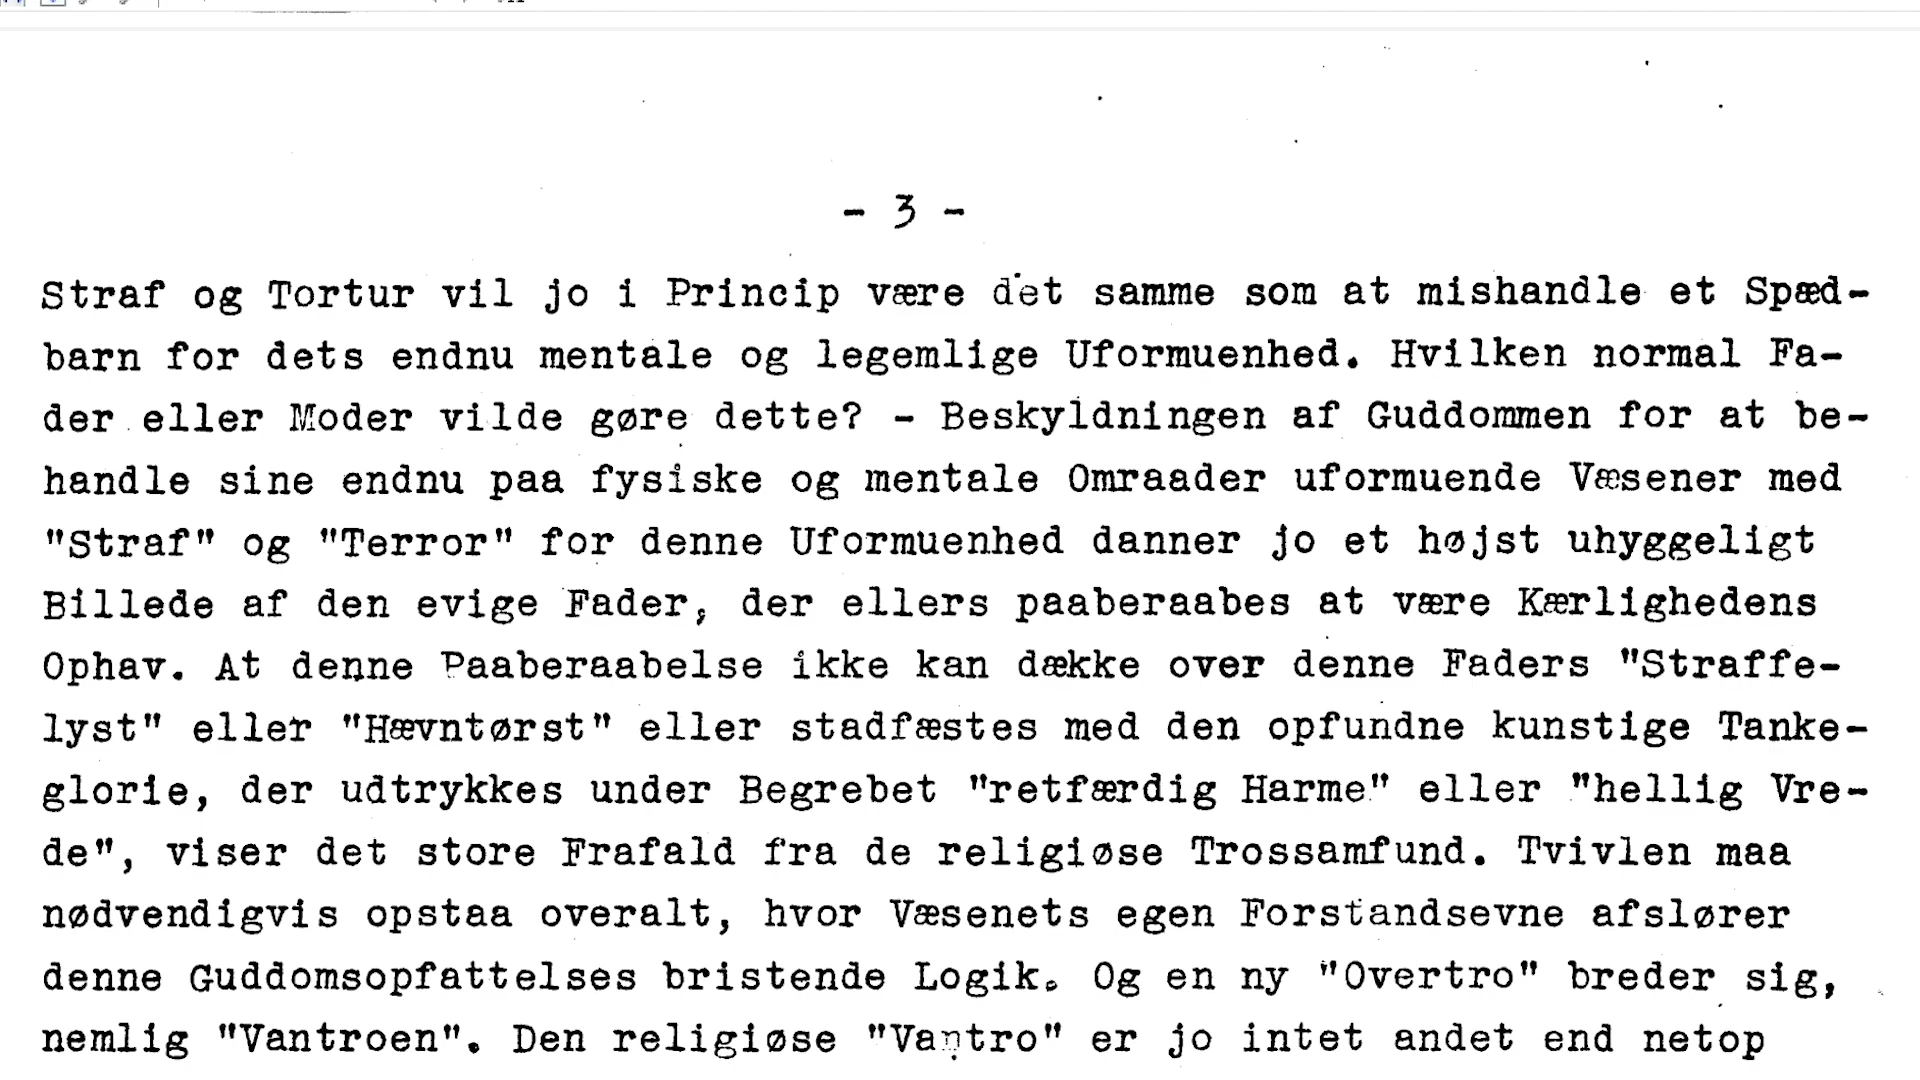 - 3 -
Straf og Tortur vil jo i Princip være det samme som at mishandle et Spæd-
barn for dets endnu mentale og legemlige Uformuenhed. Hvilken normal Fa-
der eller Moder vilde gøre dette? - Beskyldningen af Guddommen for at be-
handle sine endnu paa fysiske og mentale Omraader uformuende Væsener med
"Straf" og "Terror" for denne Uformuenhed danner jo et højst uhyggeligt
Billede af den evige Fader, der ellers paaberaabes at være Kærlighedens
Ophav. At denne Paaberaabelse ikke kan dække over denne Faders "Straffe-
lyst" eller "Hævntørst" eller stadfæstes med den opfundne kunstige Tanke-
glorie, der udtrykkes under Begrebet "retfærdig Harme" eller "hellig Vre-
de", viser det store Frafald fra de religiøse Trossamfund. Tvivlen maa
nødvendigvis opstaa overalt, hvor Væsenets egen Forstandsevne afslører
denne Guddomsopfattelses bristende Logik. Og en ny "Overtro" breder sig,
nemlig "Vantroen". Den religiøse "Vantro" er jo intet andet end netop